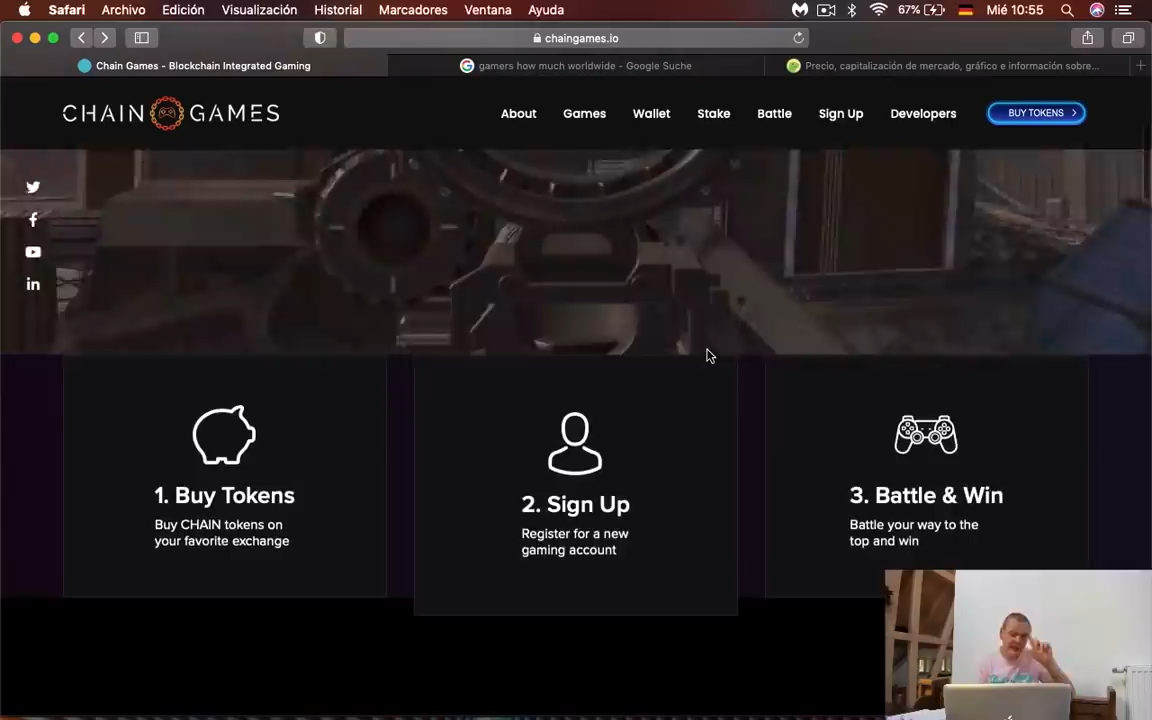 Safari Archivo Edición Visualización Historial Marcadores Ventana Ayuda 67% Mié 10:55
chaingames.io
Chain Games - Blockchain Integrated Gaming gamers how much worldwide - Google Suche Precio, capitalización de mercado, gráfico e información sobre...
CHAIN GAMES About Games Wallet Stake Battle Sign Up Developers BUY TOKENS
1. Buy Tokens
Buy CHAIN tokens on
your favorite exchange
2. Sign Up
Register for a new
gaming account
3. Battle & Win
Battle your way to the
top and win